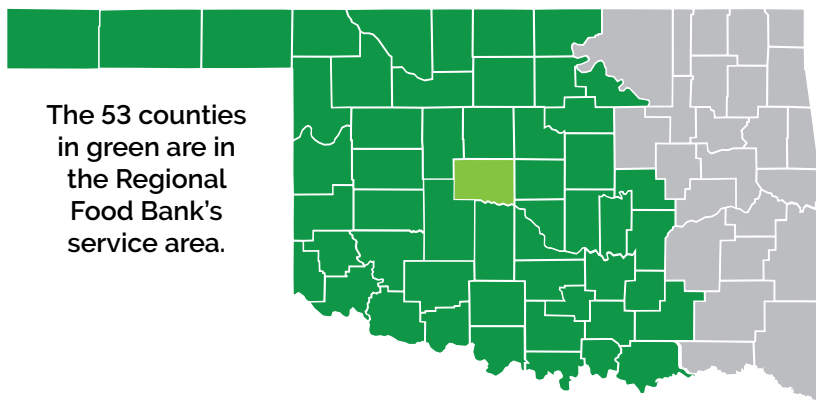 The 53 counties
in green are in
the Regional
Food Bank's
service area.